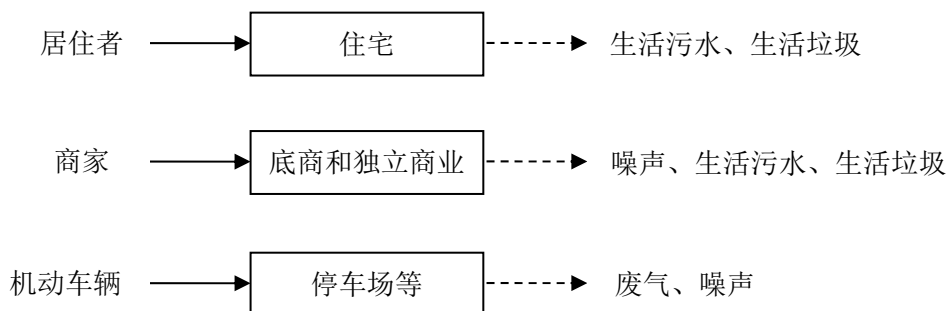 居住者 住宅 生活污水、生活垃圾
商家 底商和独立商业 噪声、生活污水、生活垃圾
机动车辆 停车场等 废气、噪声